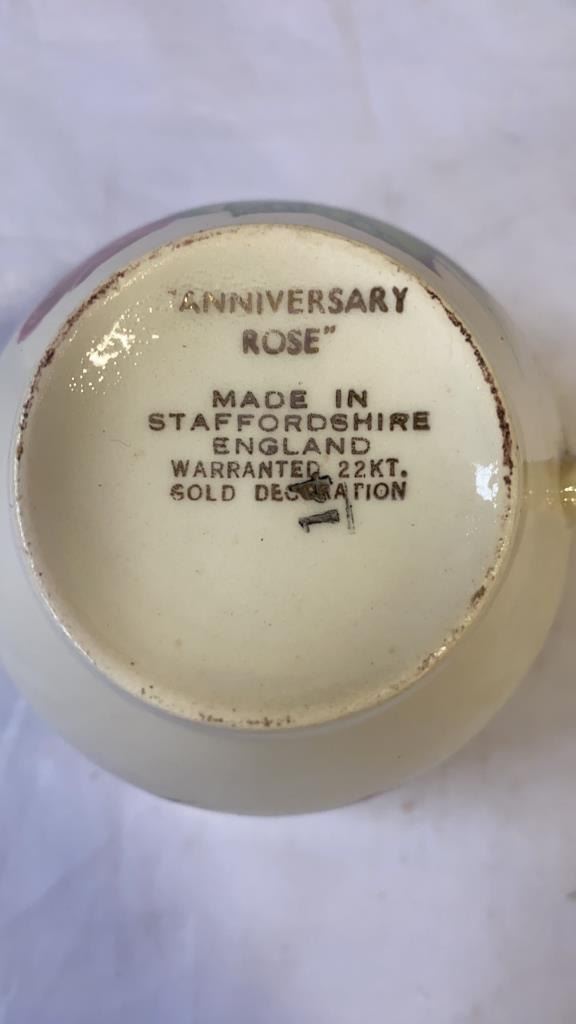 "ANNIVERSARY
ROSE"
MADE IN
STAFFORDSHIRE
ENGLAND
WARRANTED 22KT.
GOLD DECORATION